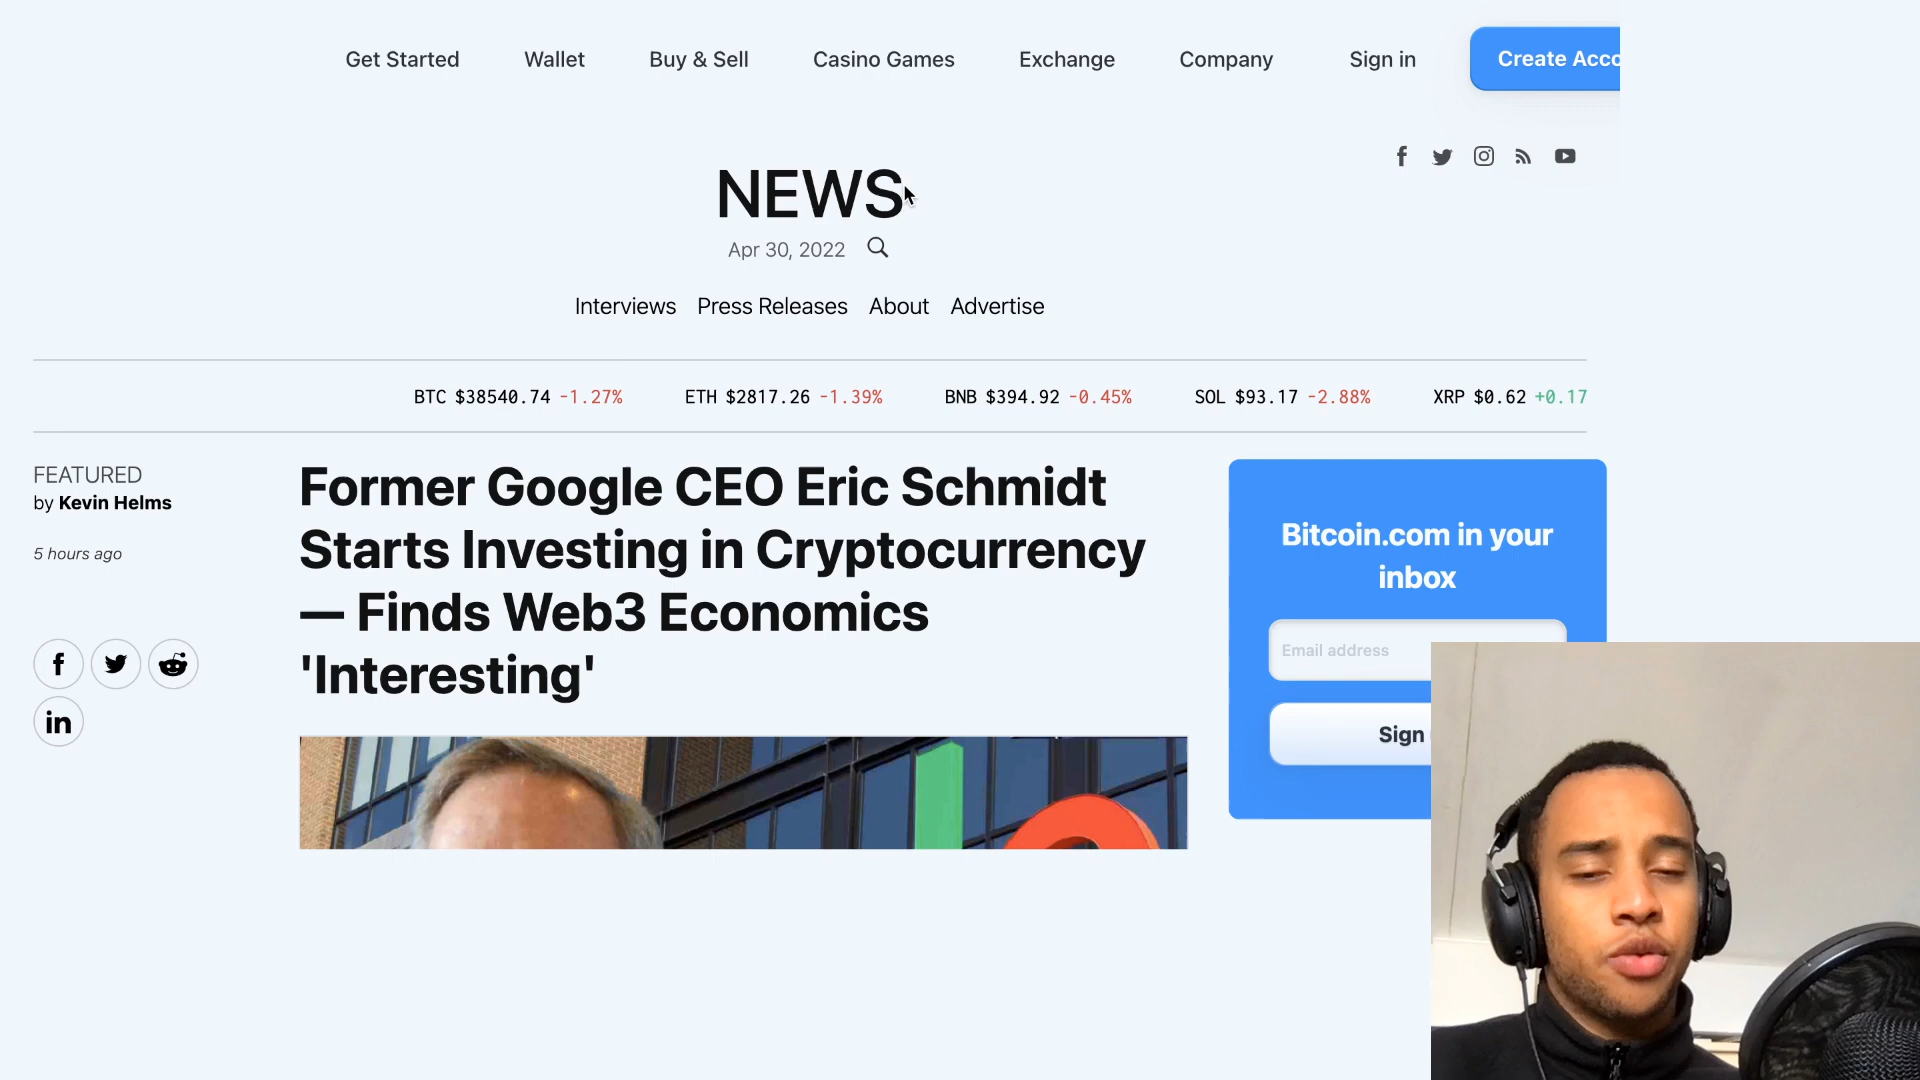 Get Started Wallet Buy & Sell Casino Games Exchange Company Sign in Create Acco
NEWS
Apr 30, 2022
Interviews Press Releases About Advertise
BTC $38540.74 -1.27% ETH $2817.26 -1.39% BNB $394.92 -0.45% SOL $93.17 -2.88% XRP $0.62 +0.17
FEATURED
by Kevin Helms
5 hours ago
in
Former Google CEO Eric Schmidt
Starts Investing in Cryptocurrency
— Finds Web3 Economics
'Interesting'
Bitcoin.com in your
inbox
Email address
Sign